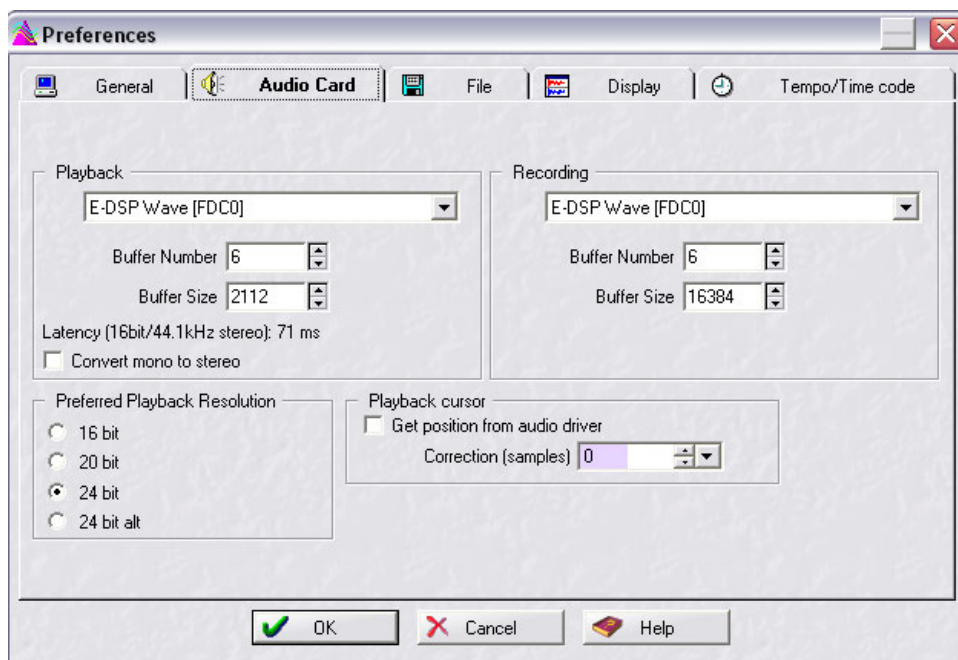 Preferences
General
Audio Card
File
Display
Tempo/Time code
Playback
E-DSP Wave [FDC0]
Buffer Number 6
Buffer Size 2112
Latency (16bit/44.1kHz stereo): 71 ms
Convert mono to stereo
Recording
E-DSP Wave [FDC0]
Buffer Number 6
Buffer Size 16384
Preferred Playback Resolution
16 bit
20 bit
24 bit
24 bit alt
Playback cursor
Get position from audio driver
Correction (samples) 0
OK
Cancel
Help